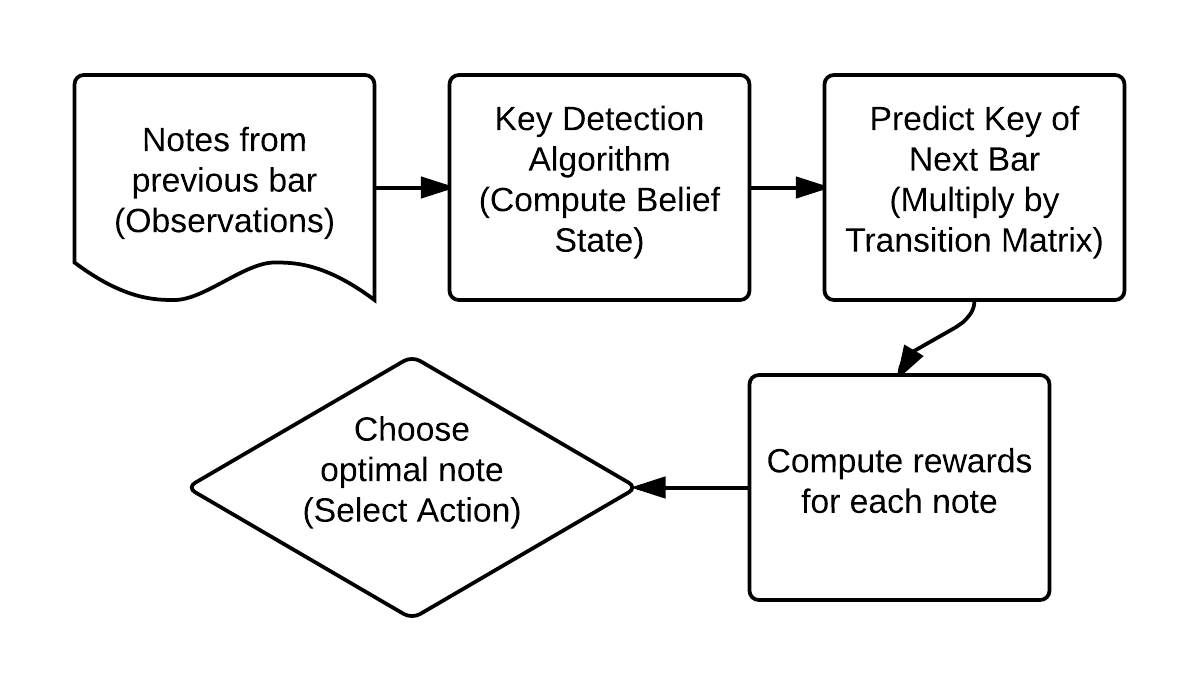 Notes from
previous bar
(Observations)
Key Detection
Algorithm
(Compute Belief
State)
Predict Key of
Next Bar
(Multiply by
Transition Matrix)
Compute rewards
for each note
Choose
optimal note
(Select Action)